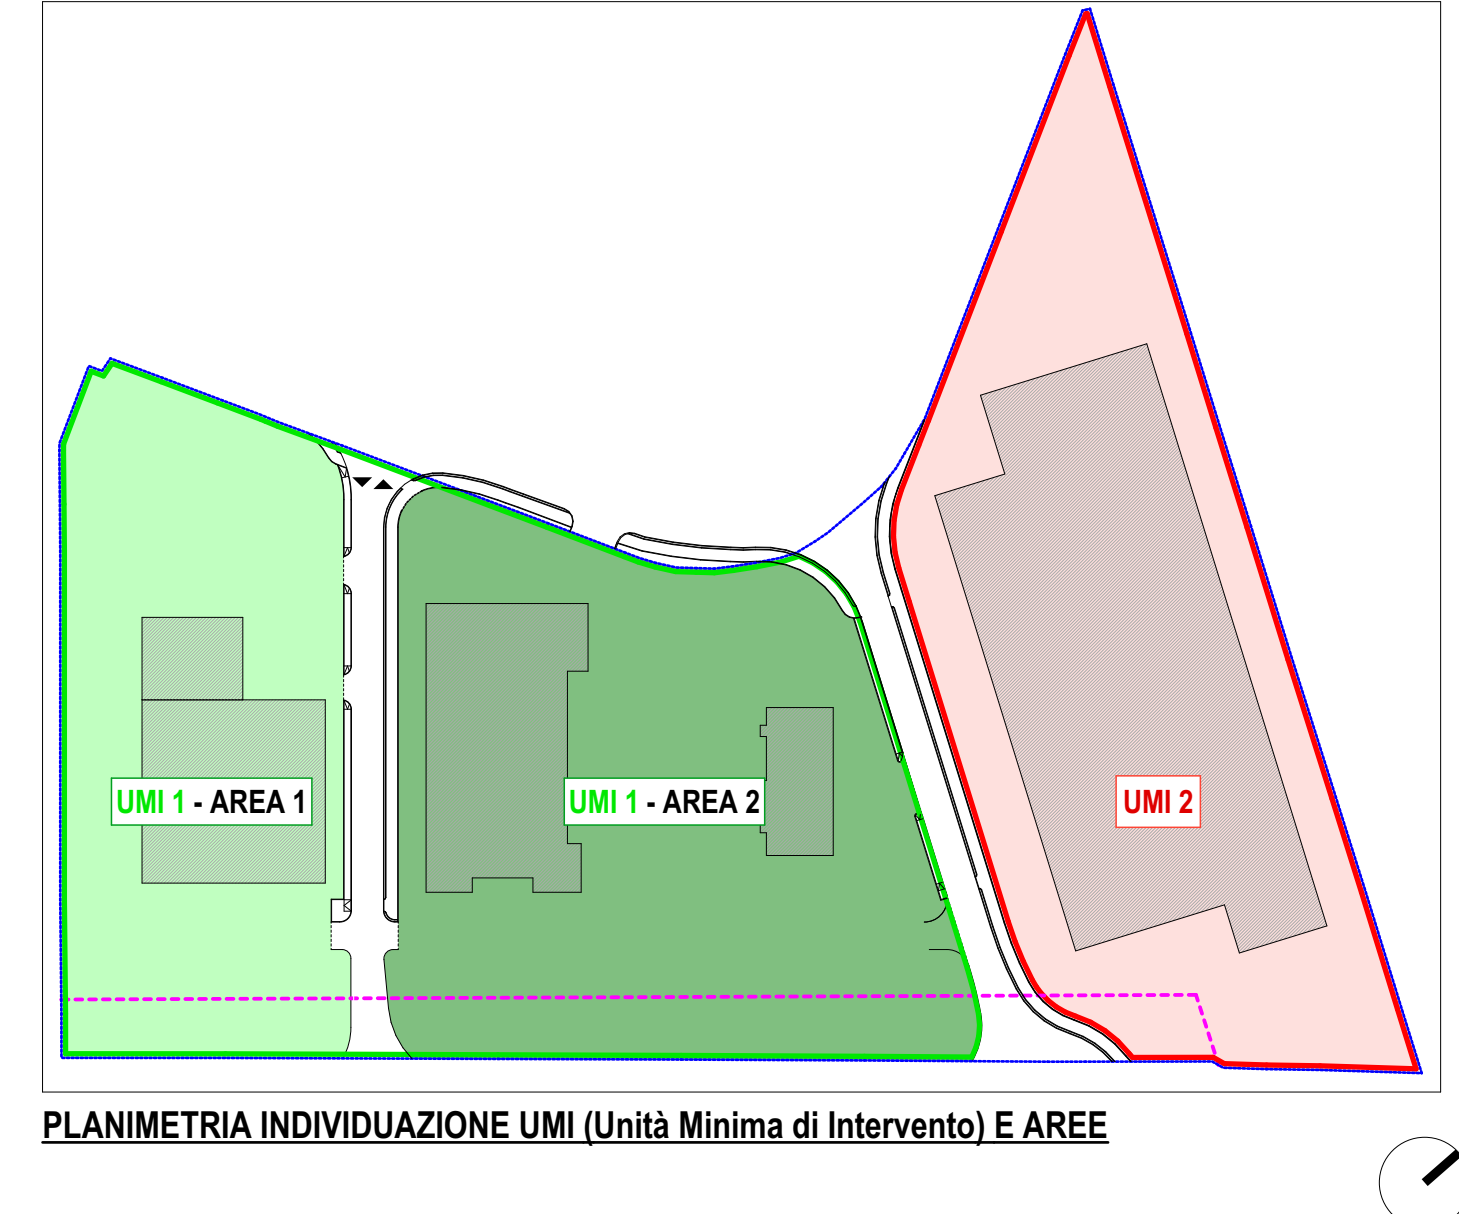 UMI 1 - AREA 1
UMI 1 - AREA 2
UMI 2
PLANIMETRIA INDIVIDUAZIONE UMI (Unità Minima di Intervento) E AREE